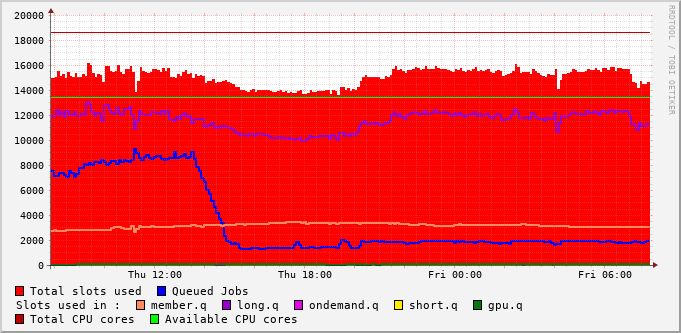 RRDTOOL / TOBI OETIKER
20000
18000
16000
14000
12000
10000
8000
6000
4000
2000
0
Thu 12:00 Thu 18:00 Fri 00:00 Fri 06:00
Total slots used Queued Jobs
Slots used in : member.q long.q ondemand.q short.q gpu.q
Total CPU cores Available CPU cores